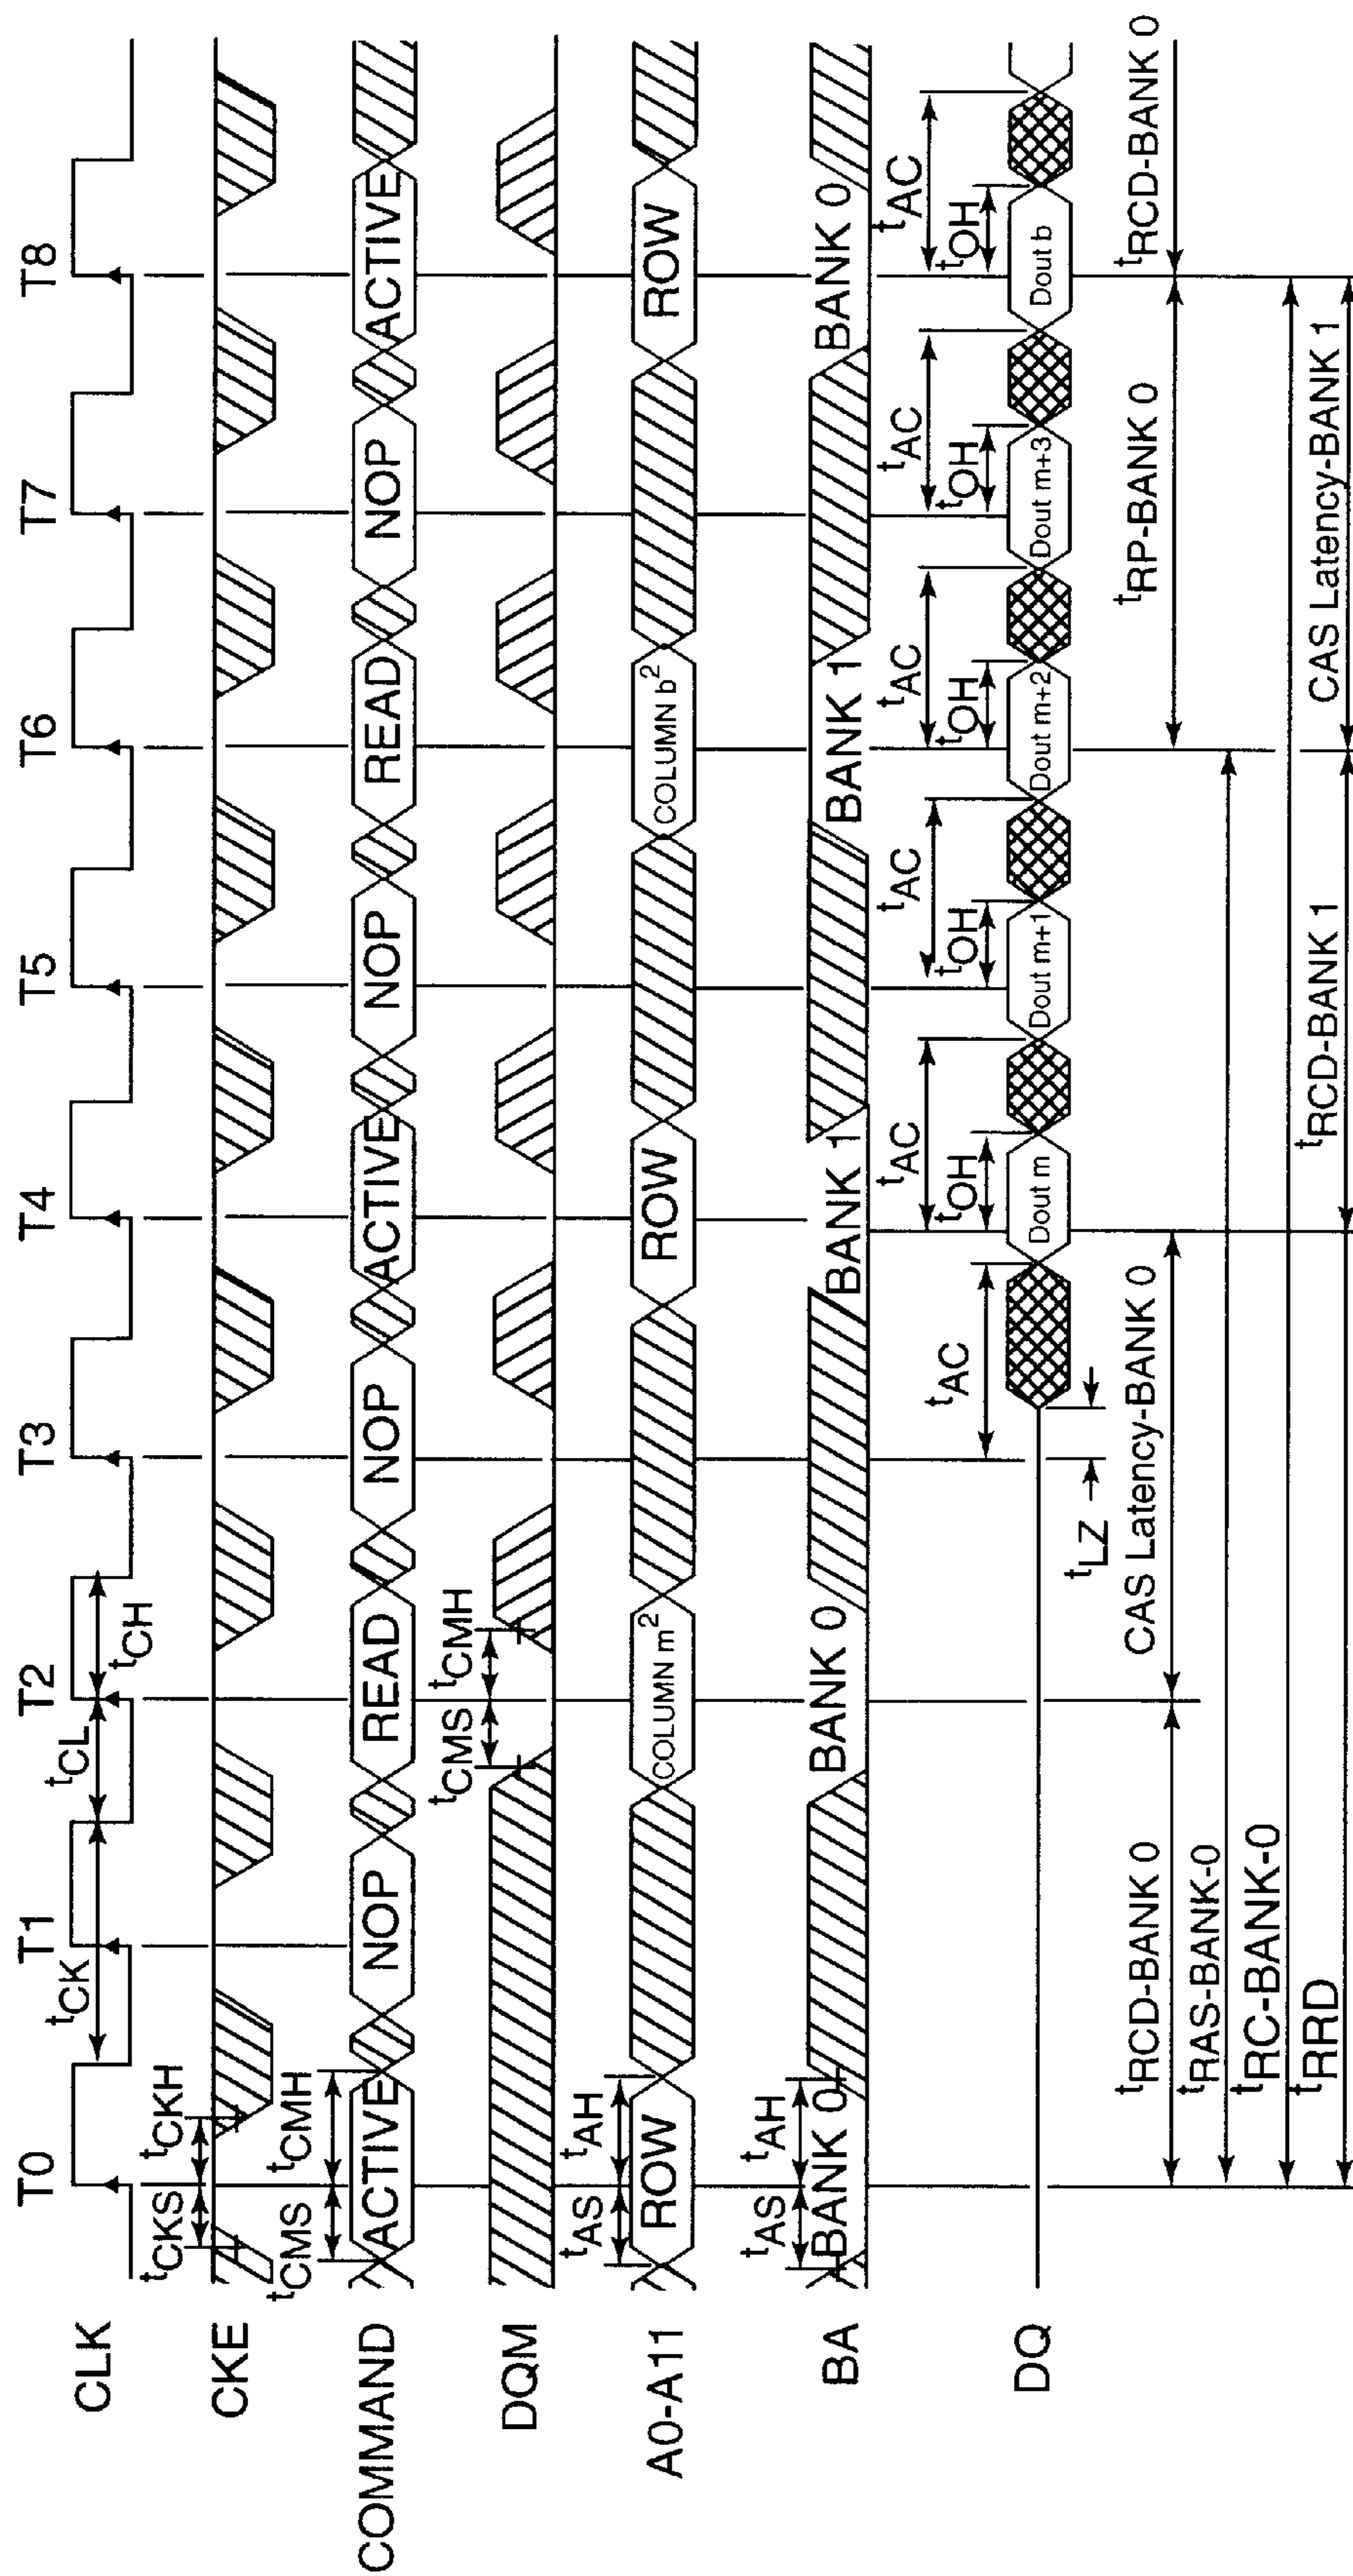 T0 T1 T2 T3 T4 T5 T6 T7 T8
CLK tCK tCL tCH
tCKS tCKH
CKE
tCMS tCMH
COMMAND ACTIVE NOP READ NOP ACTIVE NOP READ NOP ACTIVE
tCMS tCMH
DQM
tAS tAH
A0-A11 ROW COLUMN m² ROW COLUMN b² ROW
tAS tAH
BA BANK 0 BANK 0 BANK 1 BANK 1 BANK 0
tAC tAC tAC tAC tAC tAC
tOH tOH tOH tOH tOH
DQ Dout m Dout m+1 Dout m+2 Dout m+3 Dout b
tLZ
tRCD-BANK 0 CAS Latency-BANK 0 tRP-BANK 0 tRCD-BANK 0
tRAS-BANK-0
tRC-BANK-0
tRRD tRCD-BANK 1 CAS Latency-BANK 1